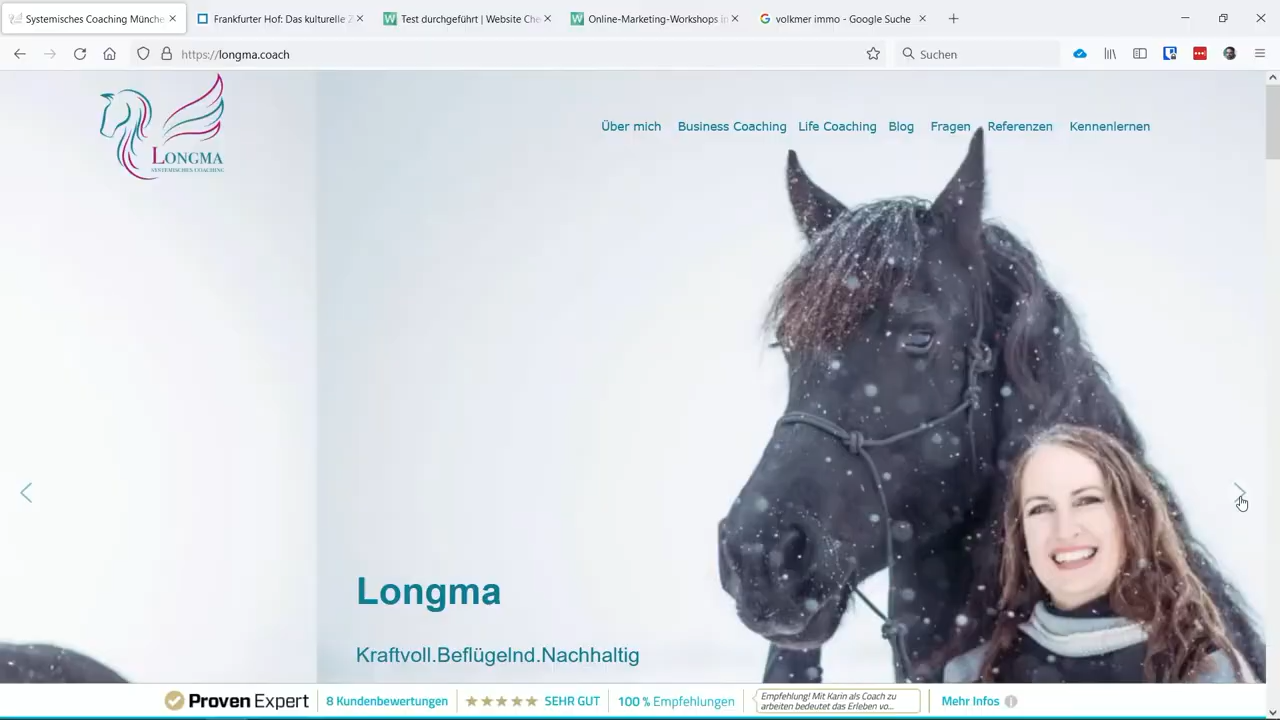 Systemisches Coaching Münche
Frankfurter Hof: Das kulturelle Z
Test durchgeführt | Website Che
Online-Marketing-Workshops in
volkmer immo - Google Suche
https://longma.coach
Suchen
LONGMA
SYSTEMISCHES COACHING
Über mich
Business Coaching
Life Coaching
Blog
Fragen
Referenzen
Kennenlernen
Longma
Kraftvoll.Beflügelnd.Nachhaltig
Proven Expert
8 Kundenbewertungen
SEHR GUT
100 % Empfehlungen
Empfehlung! Mit Karin als Coach zu
arbeiten bedeutet das Erleben vo...
Mehr Infos